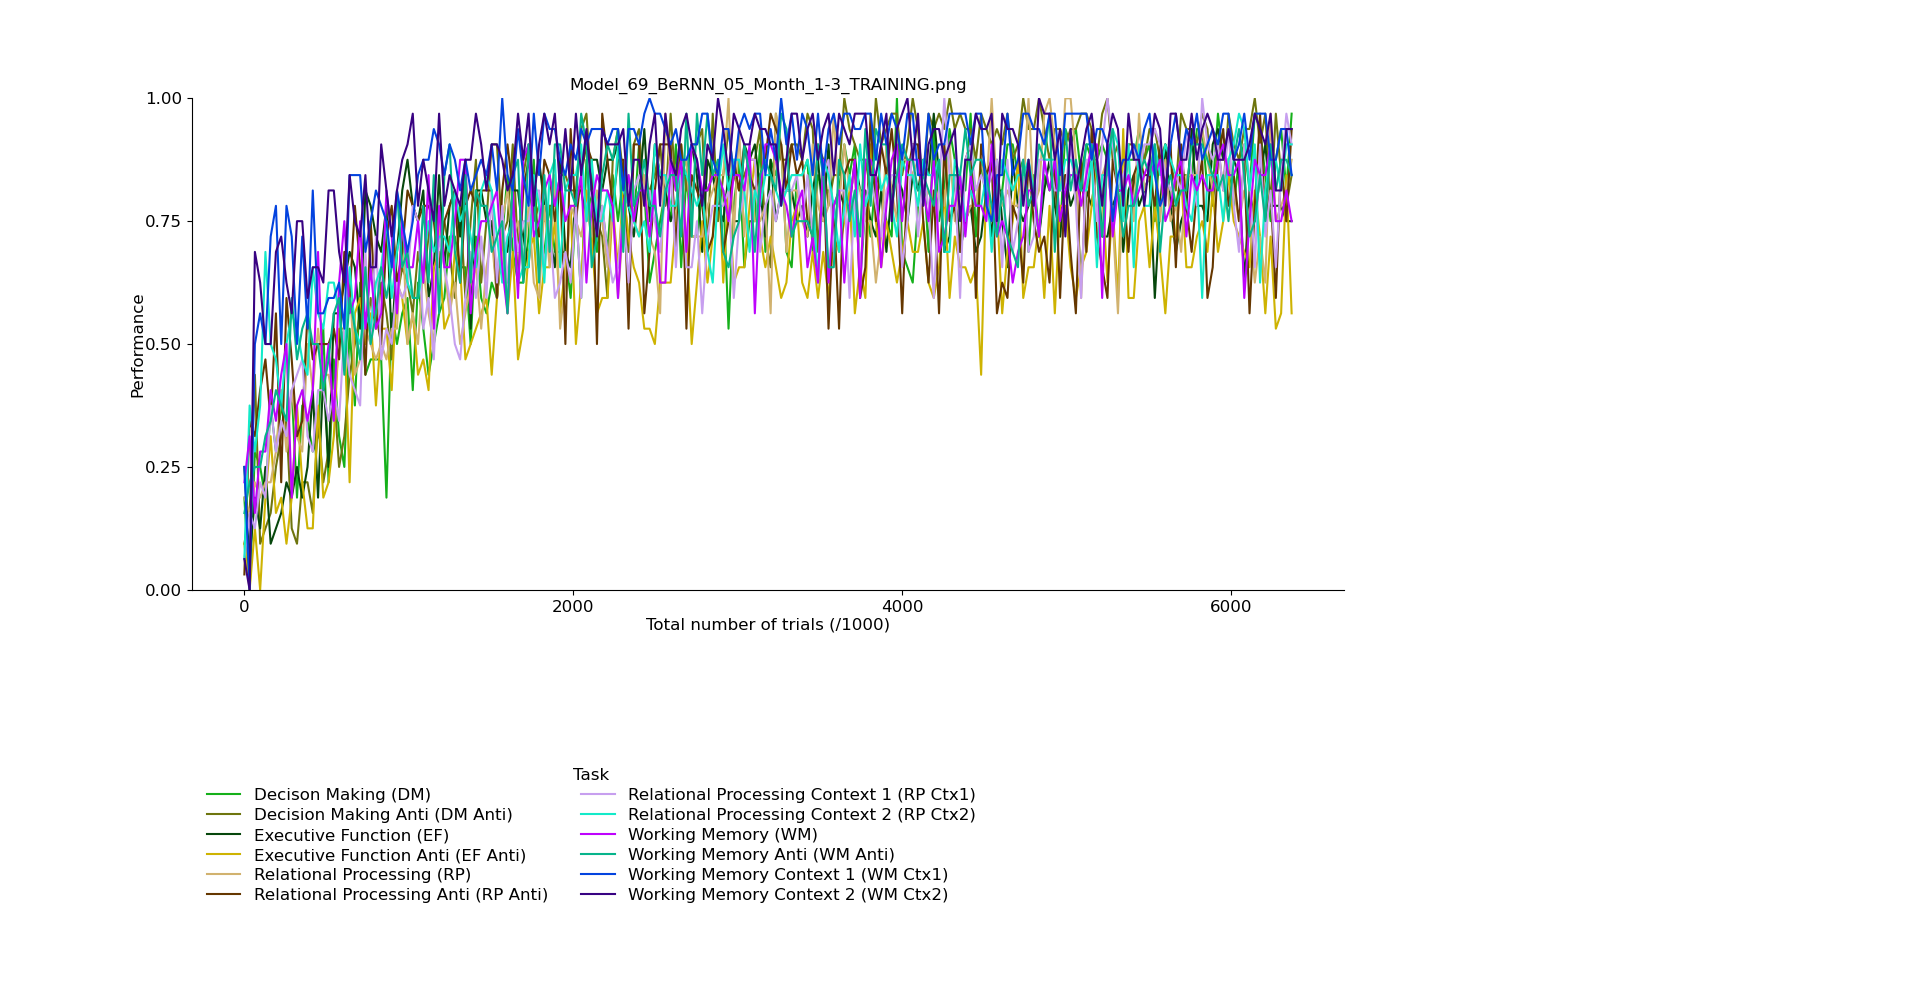 Model_69_BeRNN_05_Month_1-3_TRAINING.png
1.00
0.75
0.50
0.25
0.00
Performance
0 2000 4000 6000
Total number of trials (/1000)
Task
Decison Making (DM)
Decision Making Anti (DM Anti)
Executive Function (EF)
Executive Function Anti (EF Anti)
Relational Processing (RP)
Relational Processing Anti (RP Anti)
Relational Processing Context 1 (RP Ctx1)
Relational Processing Context 2 (RP Ctx2)
Working Memory (WM)
Working Memory Anti (WM Anti)
Working Memory Context 1 (WM Ctx1)
Working Memory Context 2 (WM Ctx2)